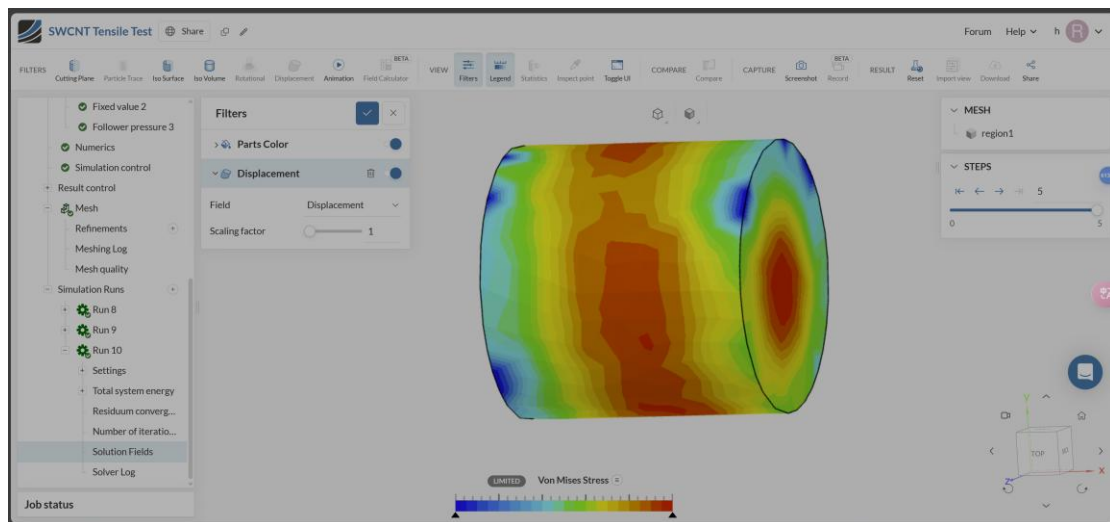 SWCNT Tensile Test Share Forum Help h R
FILTERS Cutting Plane Particle Trace Iso Surface Iso Volume Rotational Displacement Animation BETA Field Calculator VIEW Filters Legend Statistics Inspect point Toggle UI COMPARE Compare CAPTURE Screenshot BETA Record RESULT Reset Import view Download Share
Fixed value 2
Follower pressure 3
Numerics
Simulation control
Result control
Mesh
Refinements
Meshing Log
Mesh quality
Simulation Runs
Run 8
Run 9
Run 10
Settings
Total system energy
Residuum converg...
Number of iteratio...
Solution Fields
Solver Log
Job status
Filters
Parts Color
Displacement
Field Displacement
Scaling factor 1
LIMITED Von Mises Stress
MESH
region1
STEPS
5
0 5
Y
TOP
X
Z